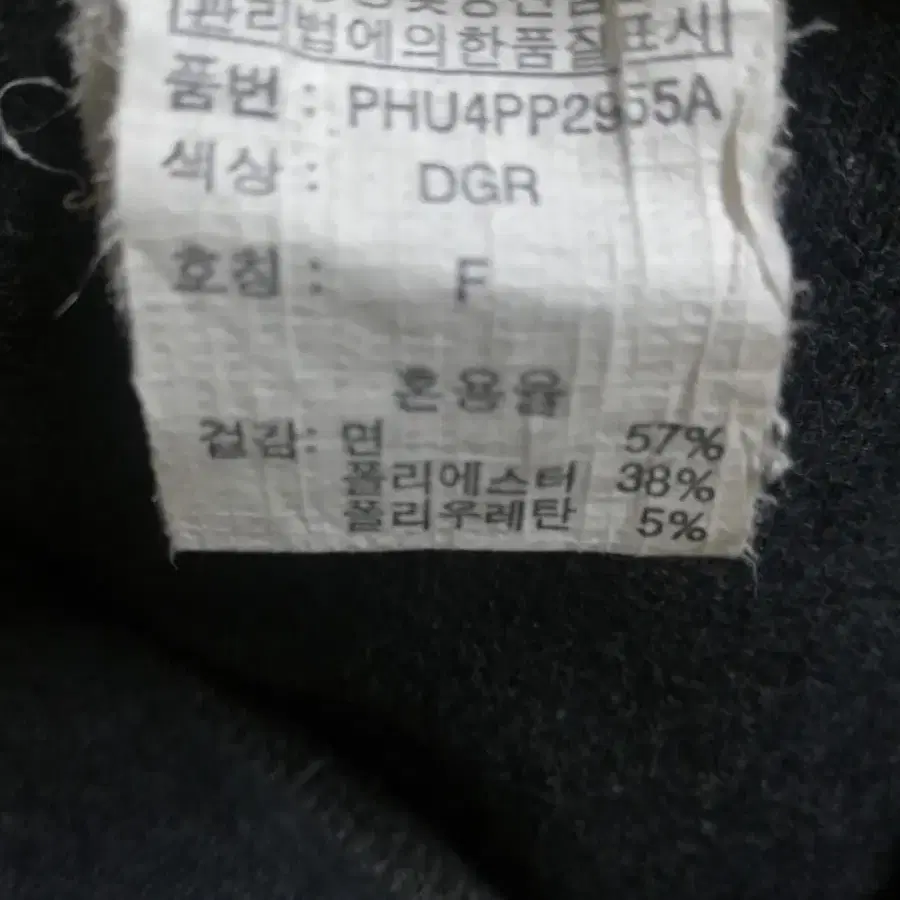 관리법에의한품질표시
품번 : PHU4PP2955A
색상 : DGR
호칭 : F
혼용율
겉감: 면 57%
폴리에스터 38%
폴리우레탄 5%